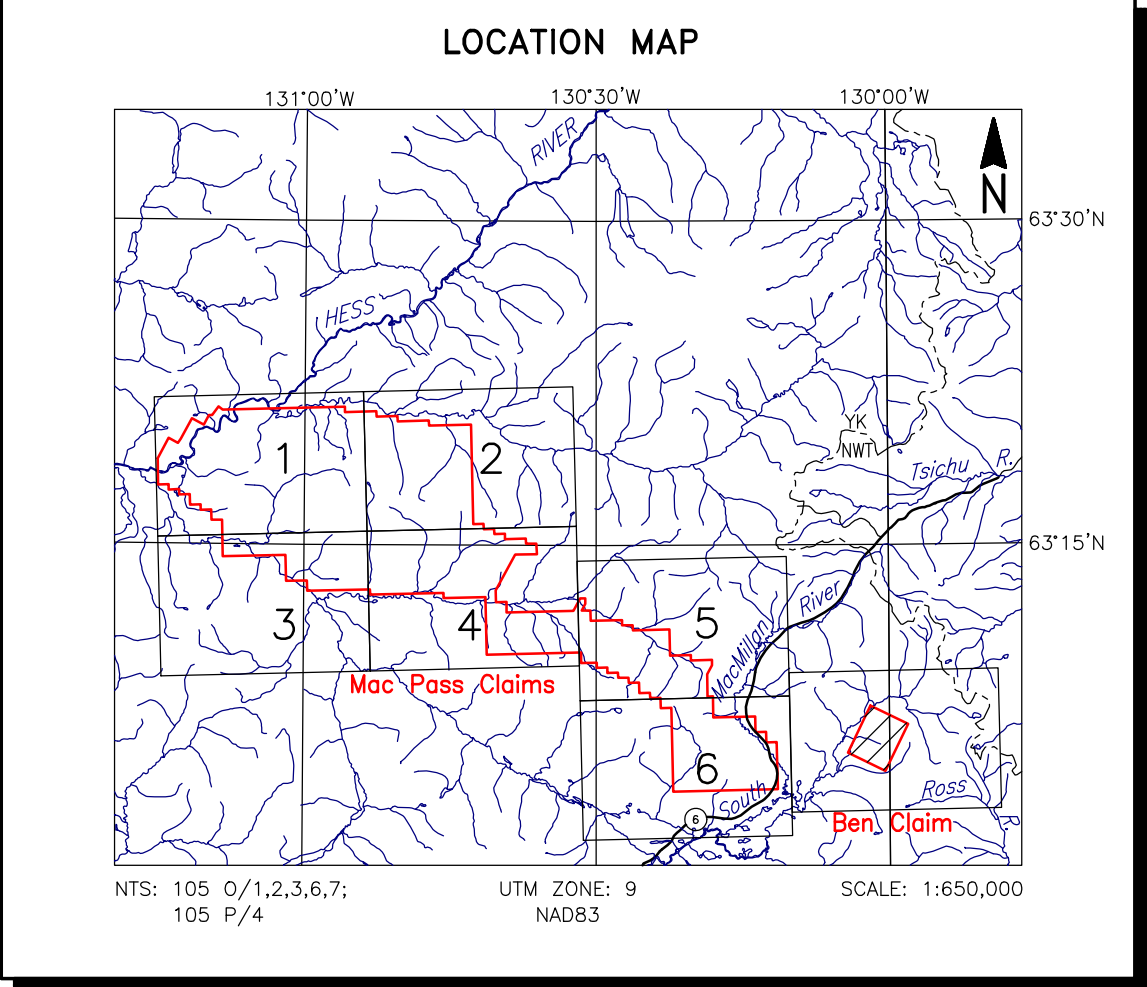 LOCATION MAP
131°00'W
130°30'W
130°00'W
RIVER
N
63°30'N
HESS
YK
NWT
1
2
Tsichu R.
63°15'N
River
3
4
5
MacMillan
Mac Pass Claims
6
South
Ross
R.
6
Ben Claim
NTS: 105 O/1,2,3,6,7;
105 P/4
UTM ZONE: 9
NAD83
SCALE: 1:650,000